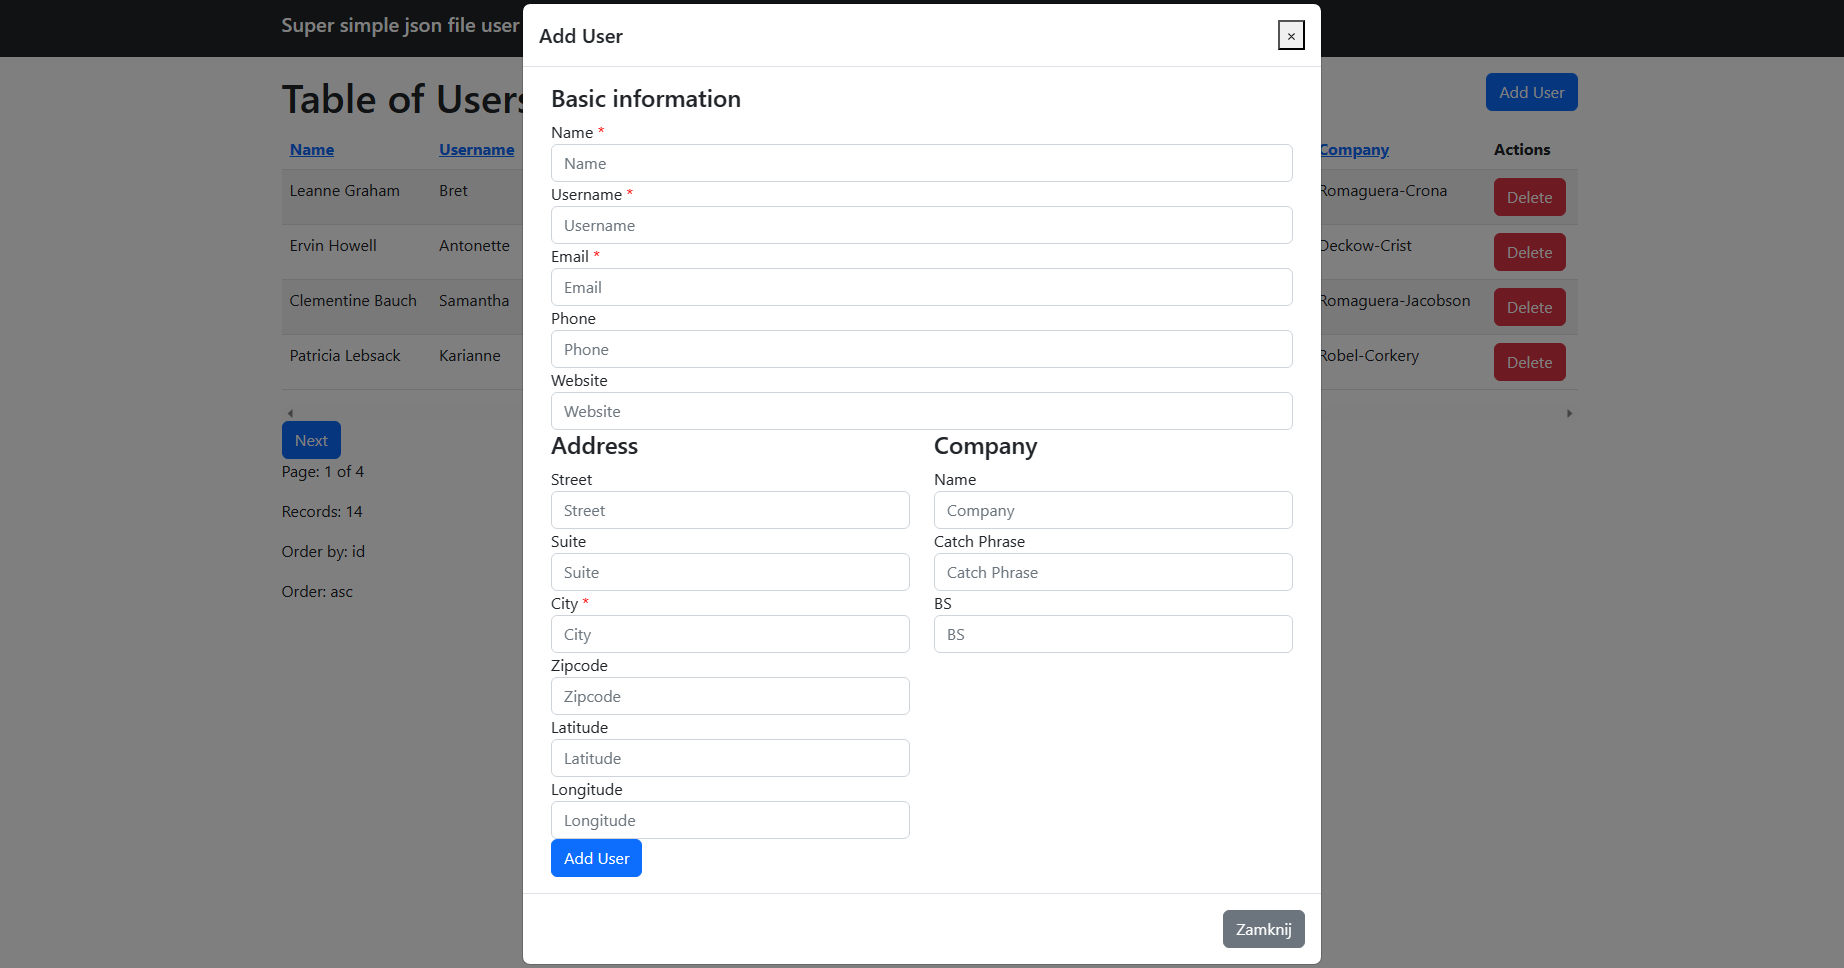 Super simple json file user
Table of Users
Add User
Name Username Company Actions
Leanne Graham Bret Romaguera-Crona Delete
Ervin Howell Antonette Deckow-Crist Delete
Clementine Bauch Samantha Romaguera-Jacobson Delete
Patricia Lebsack Karianne Robel-Corkery Delete
Next
Page: 1 of 4
Records: 14
Order by: id
Order: asc
Add User
×
Basic information
Name *
Name
Username *
Username
Email *
Email
Phone
Phone
Website
Website
Address
Street
Street
Suite
Suite
City *
City
Zipcode
Zipcode
Latitude
Latitude
Longitude
Longitude
Company
Name
Company
Catch Phrase
Catch Phrase
BS
BS
Add User
Zamknij